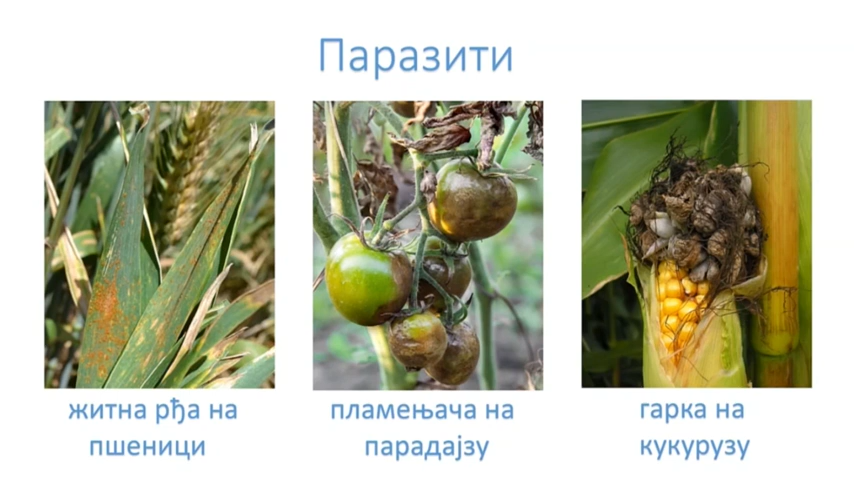 Паразити
житна рђа на
пшеници
пламењача на
парадајзу
гарка на
кукурузу